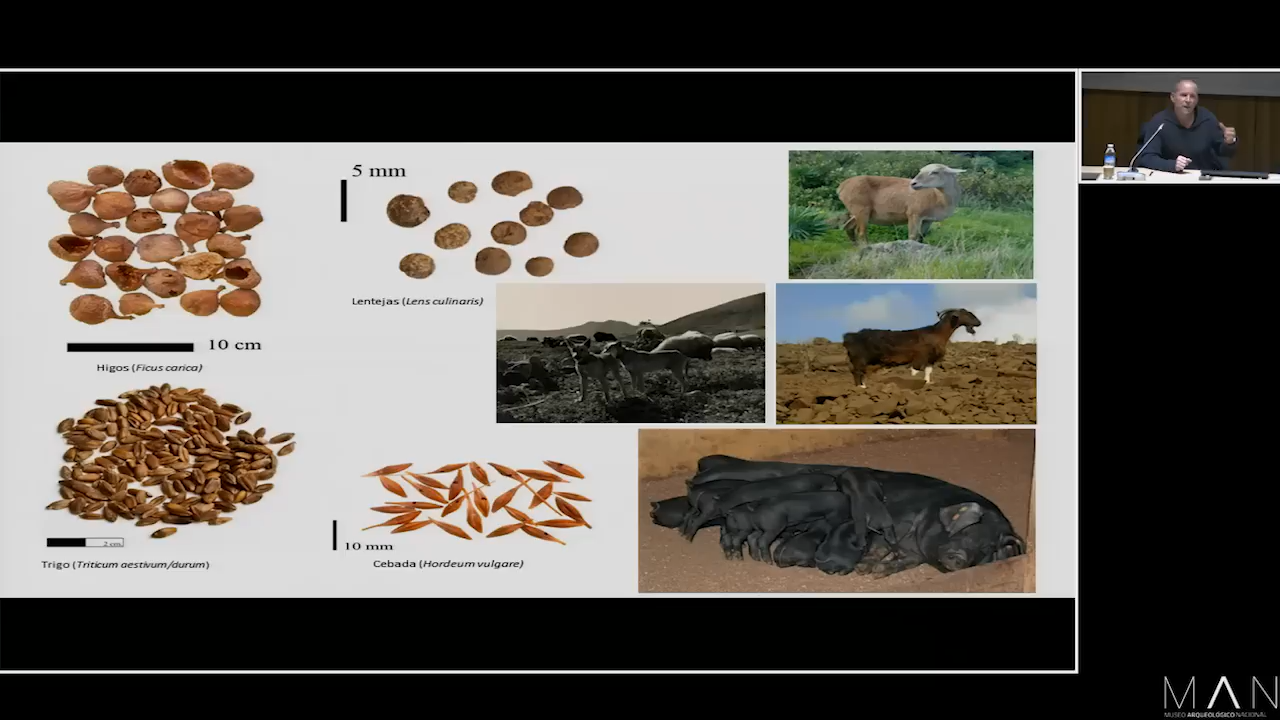 5 mm
Lentejas (Lens culinaris)
10 cm
Higos (Ficus carica)
2 cm
Trigo (Triticum aestivum/durum)
10 mm
Cebada (Hordeum vulgare)
MAN
MUSEO ARQUEOLÓGICO NACIONAL